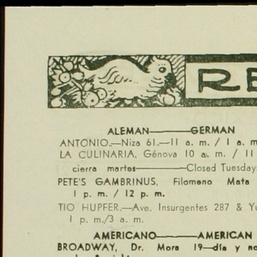 RE
ALEMAN——GERMAN
ANTONIO.—Niza 61.—11 a. m. / 1 a. m
LA CULINARIA, Génova 10 a. m. / 11
cierra martes——Closed Tuesday
PETE'S GAMBRINUS, Filomeno Mata
1 p. m. / 12 p. m.
TIO HUPFER.—Ave. Insurgentes 287 & Yu
1 p. m./3 a. m.
AMERICANO——AMERICAN
BROADWAY, Dr. Mora 19—día y no